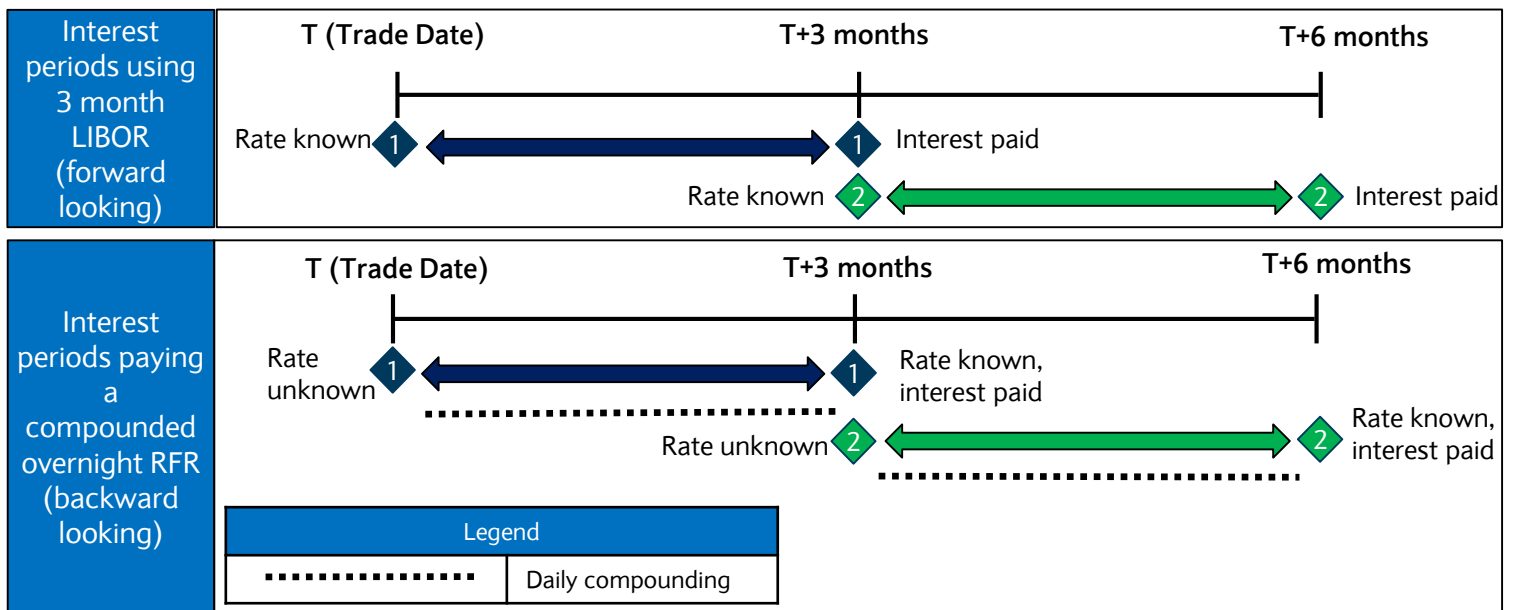 Interest
periods using
3 month
LIBOR
(forward
looking)
T (Trade Date)
T+3 months
T+6 months
Rate known
1
1
Interest paid
Rate known
2
2
Interest paid
Interest
periods paying
a
compounded
overnight RFR
(backward
looking)
T (Trade Date)
T+3 months
T+6 months
Rate
unknown
1
1
Rate known,
interest paid
Rate unknown
2
2
Rate known,
interest paid
Legend
Daily compounding